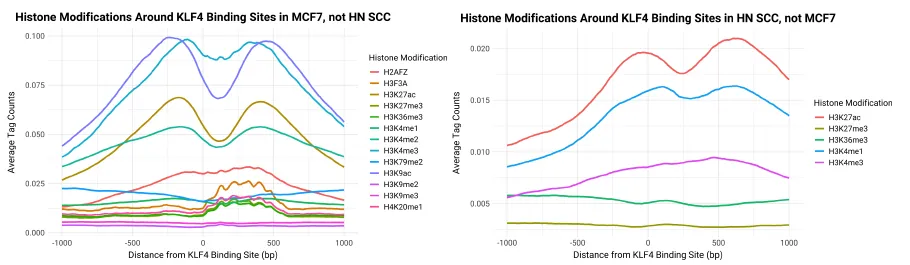 Histone Modifications Around KLF4 Binding Sites in MCF7, not HN SCC
Average Tag Counts
0.100
0.075
0.050
0.025
0.000
-1000
-500
0
500
1000
Distance from KLF4 Binding Site (bp)
Histone Modification
H2AFZ
H3F3A
H3K27ac
H3K27me3
H3K36me3
H3K4me1
H3K4me2
H3K4me3
H3K79me2
H3K9ac
H3K9me2
H3K9me3
H4K20me1
Histone Modifications Around KLF4 Binding Sites in HN SCC, not MCF7
Average Tag Counts
0.020
0.015
0.010
0.005
-1000
-500
0
500
1000
Distance from KLF4 Binding Site (bp)
Histone Modification
H3K27ac
H3K27me3
H3K36me3
H3K4me1
H3K4me3